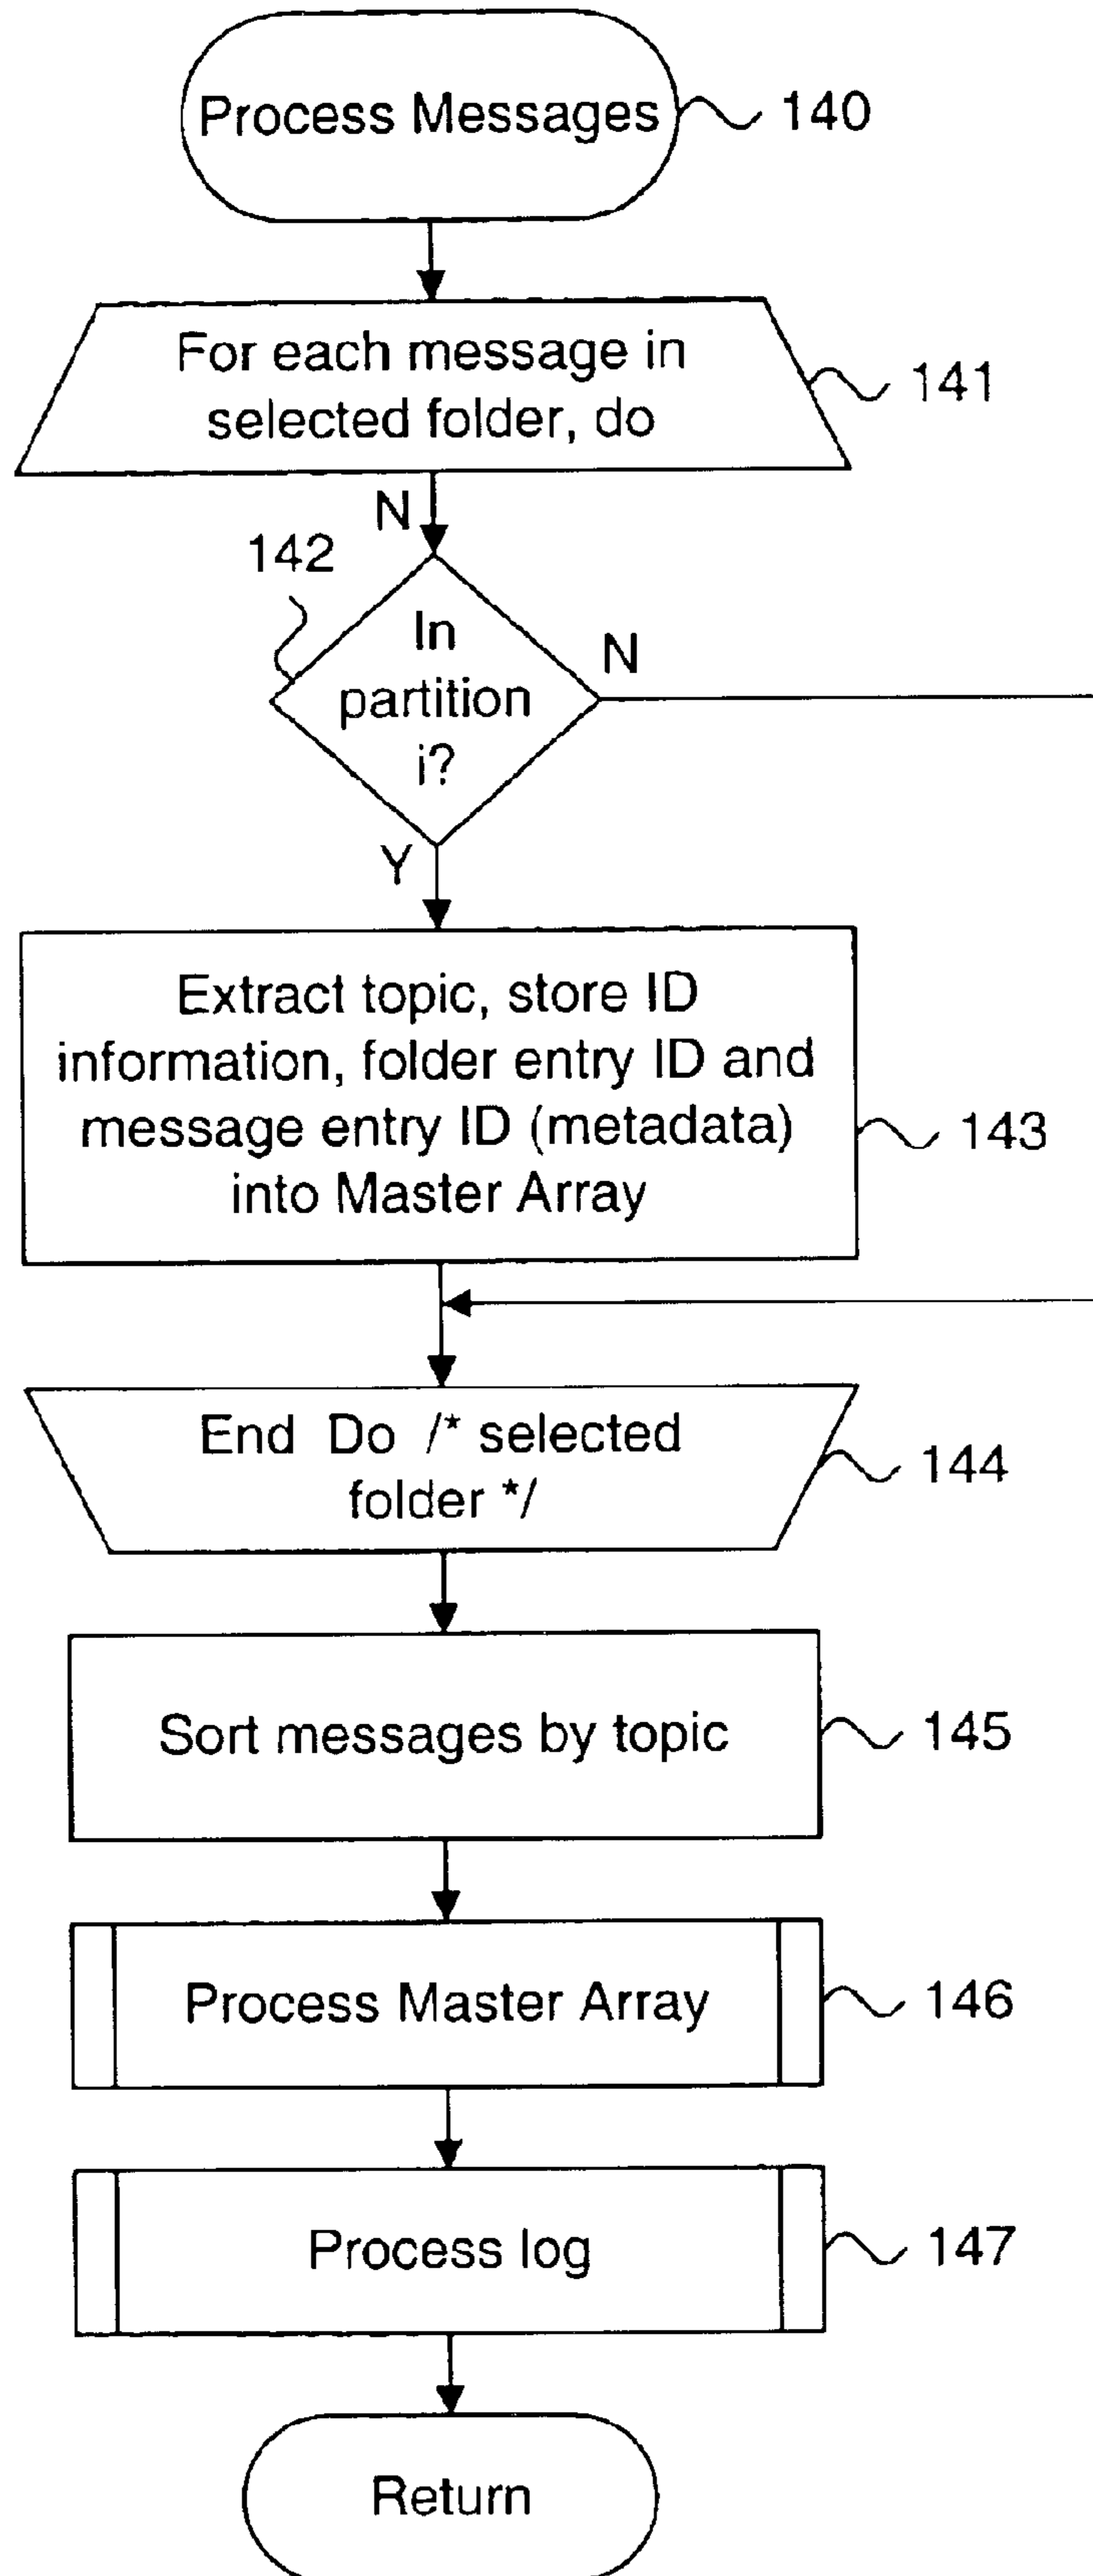 Process Messages
140
For each message in
selected folder, do
141
N
142
In
partition
i?
N
Y
Extract topic, store ID
information, folder entry ID and
message entry ID (metadata)
into Master Array
143
End Do /* selected
folder */
144
Sort messages by topic
145
Process Master Array
146
Process log
147
Return